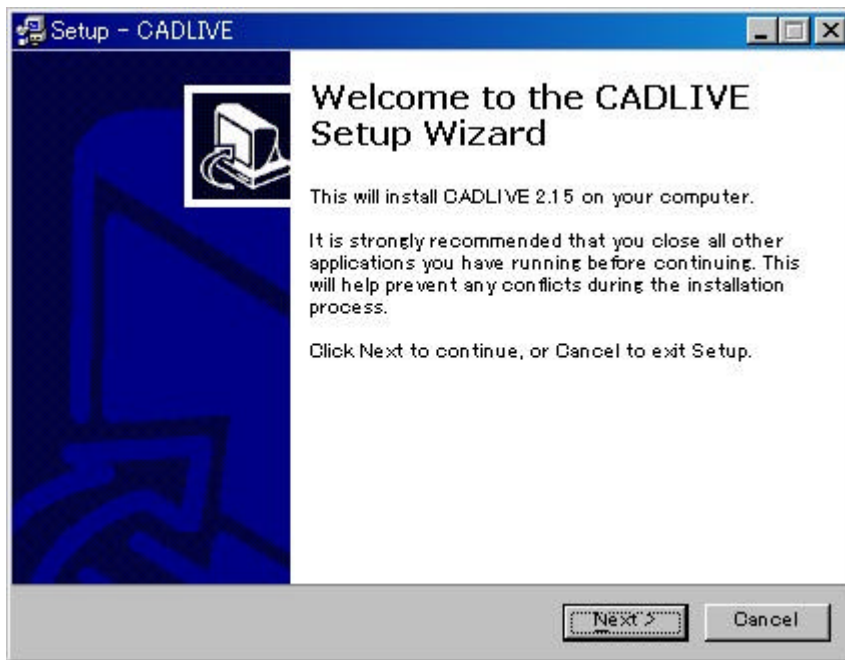 Setup - CADLIVE
Welcome to the CADLIVE
Setup Wizard
This will install CADLIVE 2.15 on your computer.
It is strongly recommended that you close all other
applications you have running before continuing. This
will help prevent any conflicts during the installation
process.
Click Next to continue, or Cancel to exit Setup.
Next >
Cancel